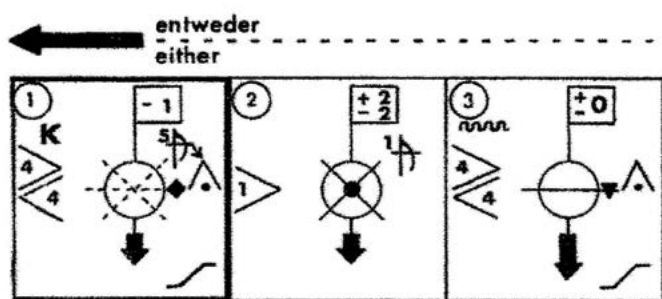 entweder
either
1 - 1 2 + 2 - 2 3 + - 0
K 5 1
4 4 1 4 4